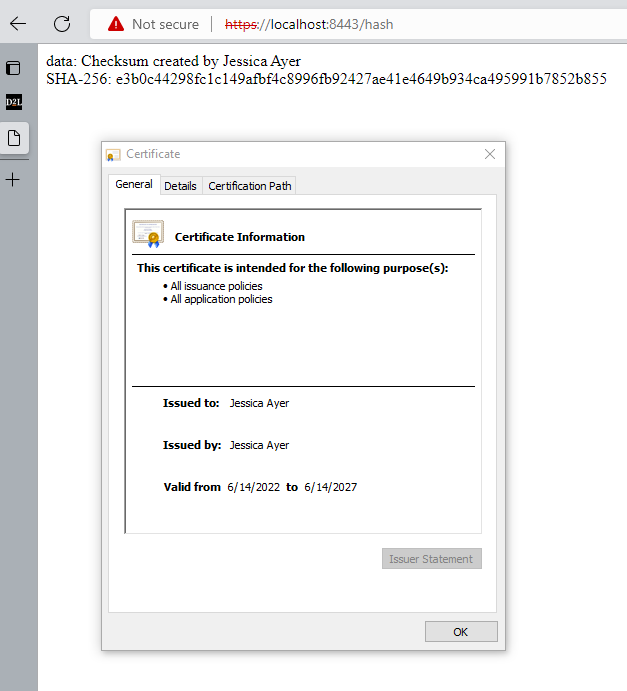 Not secure | https://localhost:8443/hash
D2L
data: Checksum created by Jessica Ayer
SHA-256: e3b0c44298fc1c149afbf4c8996fb92427ae41e4649b934ca495991b7852b855
Certificate
General Details Certification Path
Certificate Information
This certificate is intended for the following purpose(s):
• All issuance policies
• All application policies
Issued to: Jessica Ayer
Issued by: Jessica Ayer
Valid from 6/14/2022 to 6/14/2027
Issuer Statement
OK